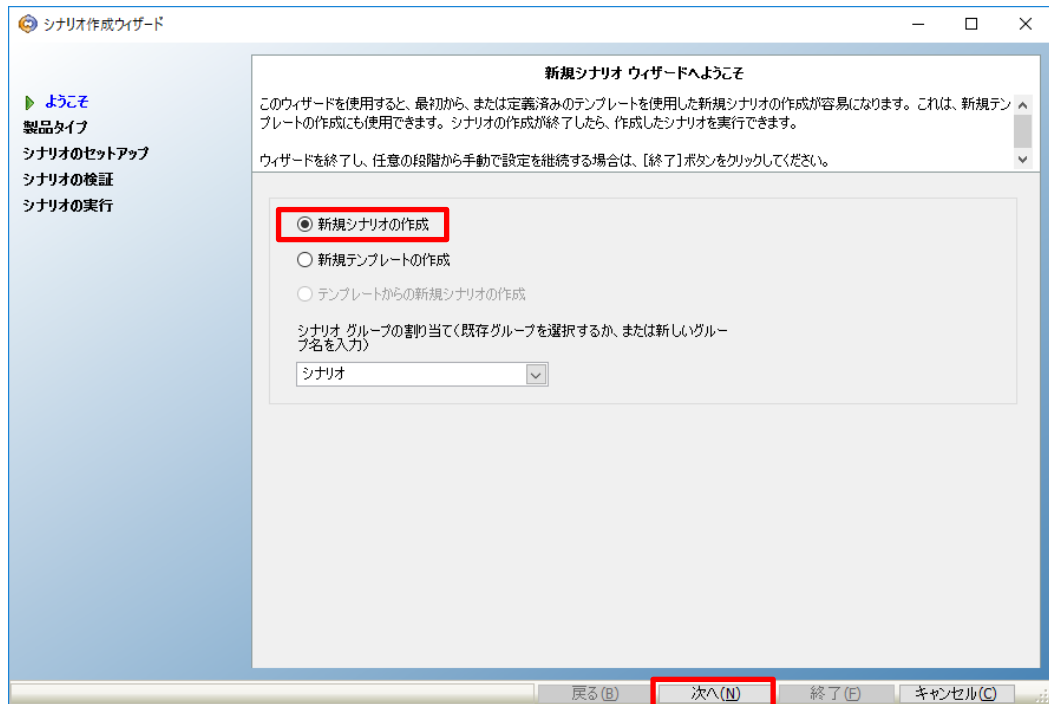 シナリオ作成ウィザード
新規シナリオ ウィザードへようこそ
ようこそ
製品タイプ
シナリオのセットアップ
シナリオの検証
シナリオの実行
このウィザードを使用すると、最初から、または定義済みのテンプレートを使用した新規シナリオの作成が容易になります。これは、新規テン
プレートの作成にも使用できます。シナリオの作成が終了したら、作成したシナリオを実行できます。
ウィザードを終了し、任意の段階から手動で設定を継続する場合は、[終了]ボタンをクリックしてください。
新規シナリオの作成
新規テンプレートの作成
テンプレートからの新規シナリオの作成
シナリオ グループの割り当て(既存グループを選択するか、または新しいグルー
プ名を入力)
シナリオ
戻る(B) 次へ(N) 終了(F) キャンセル(C)